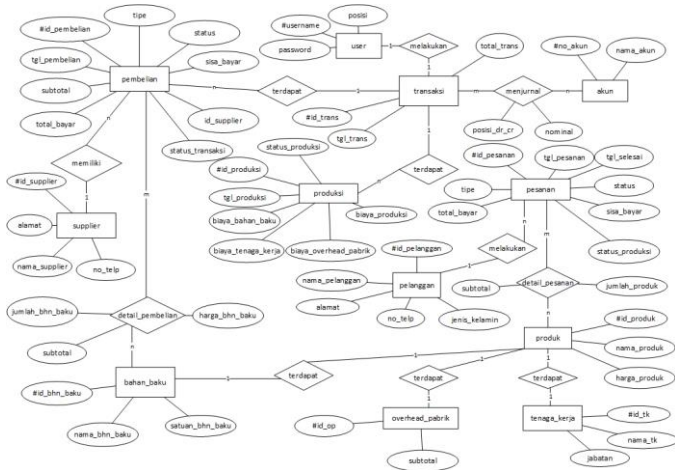 tipe
posisi
#id_pembelian
#username
status
user
melakukan
total_trans
#no_akun
nama_akun
password
tgl_pembelian
sisa_bayar
pembelian
n
terdapat
1
1
1
transaksi
m
menjurnal
n
akun
subtotal
id_supplier
#id_trans
total_bayar
n
m
tgl_trans
1
posisi_dr_cr
nominal
status_transaksi
status_produksi
#id_pesanan
tgl_pesanan
tgl_selesai
memiliki
#id_produksi
terdapat
#id_supplier
1
tgl_produksi
produksi
n
tipe
pesanan
status
total_bayar
sisa_bayar
alamat
supplier
biaya_bahan_baku
biaya_produksi
biaya_tenaga_kerja
biaya_overhead_pabrik
#id_pelanggan
melakukan
n
m
status_produksi
nama_supplier
no_telp
nama_pelanggan
pelanggan
1
subtotal
detail_pesanan
jumlah_produk
alamat
no_telp
jenis_kelamin
n
jumlah_bhn_baku
detail_pembelian
harga_bhn_baku
#id_produk
subtotal
n
produk
nama_produk
1
1
1
#id_bhn_baku
bahan_baku
1
terdapat
terdapat
terdapat
harga_produk
1
1
#id_op
overhead_pabrik
tenaga_kerja
#id_tk
nama_bhn_baku
satuan_bhn_baku
nama_tk
subtotal
jabatan